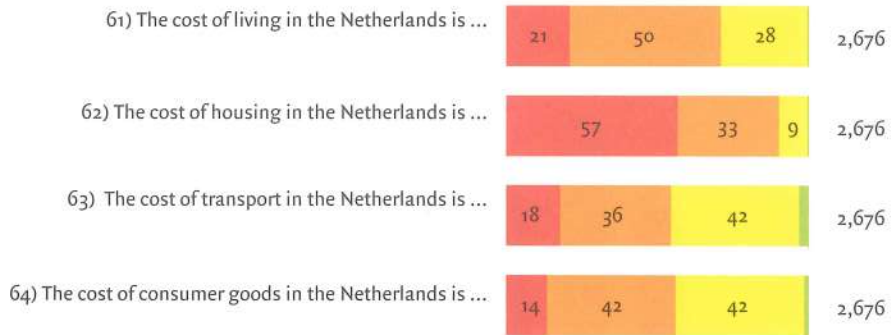 61) The cost of living in the Netherlands is ... 21 50 28 2,676
62) The cost of housing in the Netherlands is ... 57 33 9 2,676
63) The cost of transport in the Netherlands is ... 18 36 42 2,676
64) The cost of consumer goods in the Netherlands is ... 14 42 42 2,676